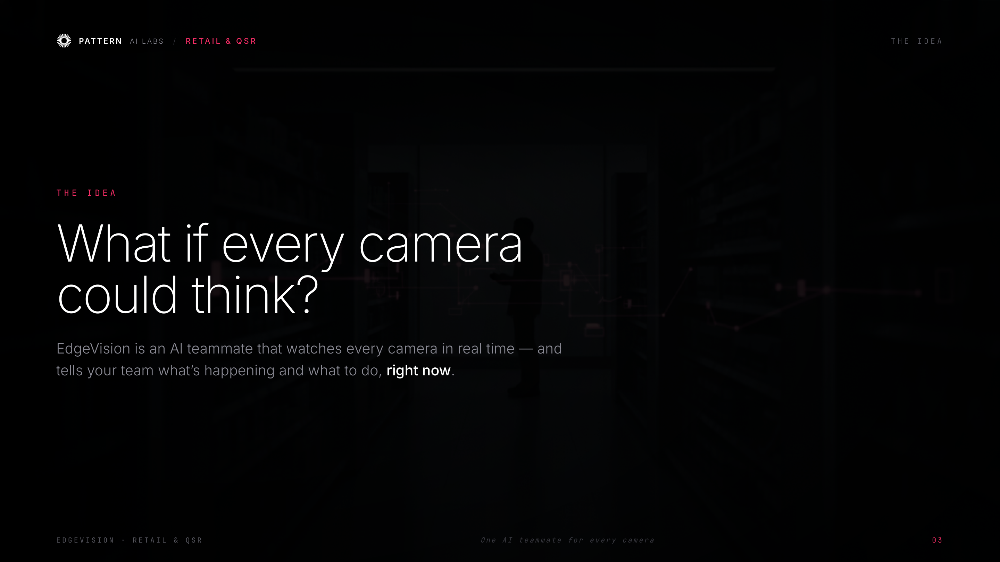 PATTERN AI LABS / RETAIL & QSR
THE IDEA
THE IDEA
What if every camera
could think?
EdgeVision is an AI teammate that watches every camera in real time — and
tells your team what’s happening and what to do, right now.
EDGEVISION · RETAIL & QSR
One AI teammate for every camera
03